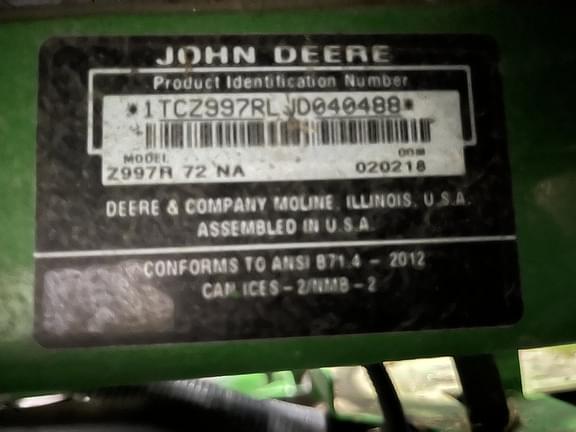 JOHN DEERE
Product Identification Number
*1TCZ997RLJD040488*
MODEL
Z997R 72 NA 020218
DEERE & COMPANY MOLINE, ILLINOIS, U.S.A.
ASSEMBLED IN U.S.A.
CONFORMS TO ANSI B71.4 - 2012
CAN ICES - 2/NMB - 2